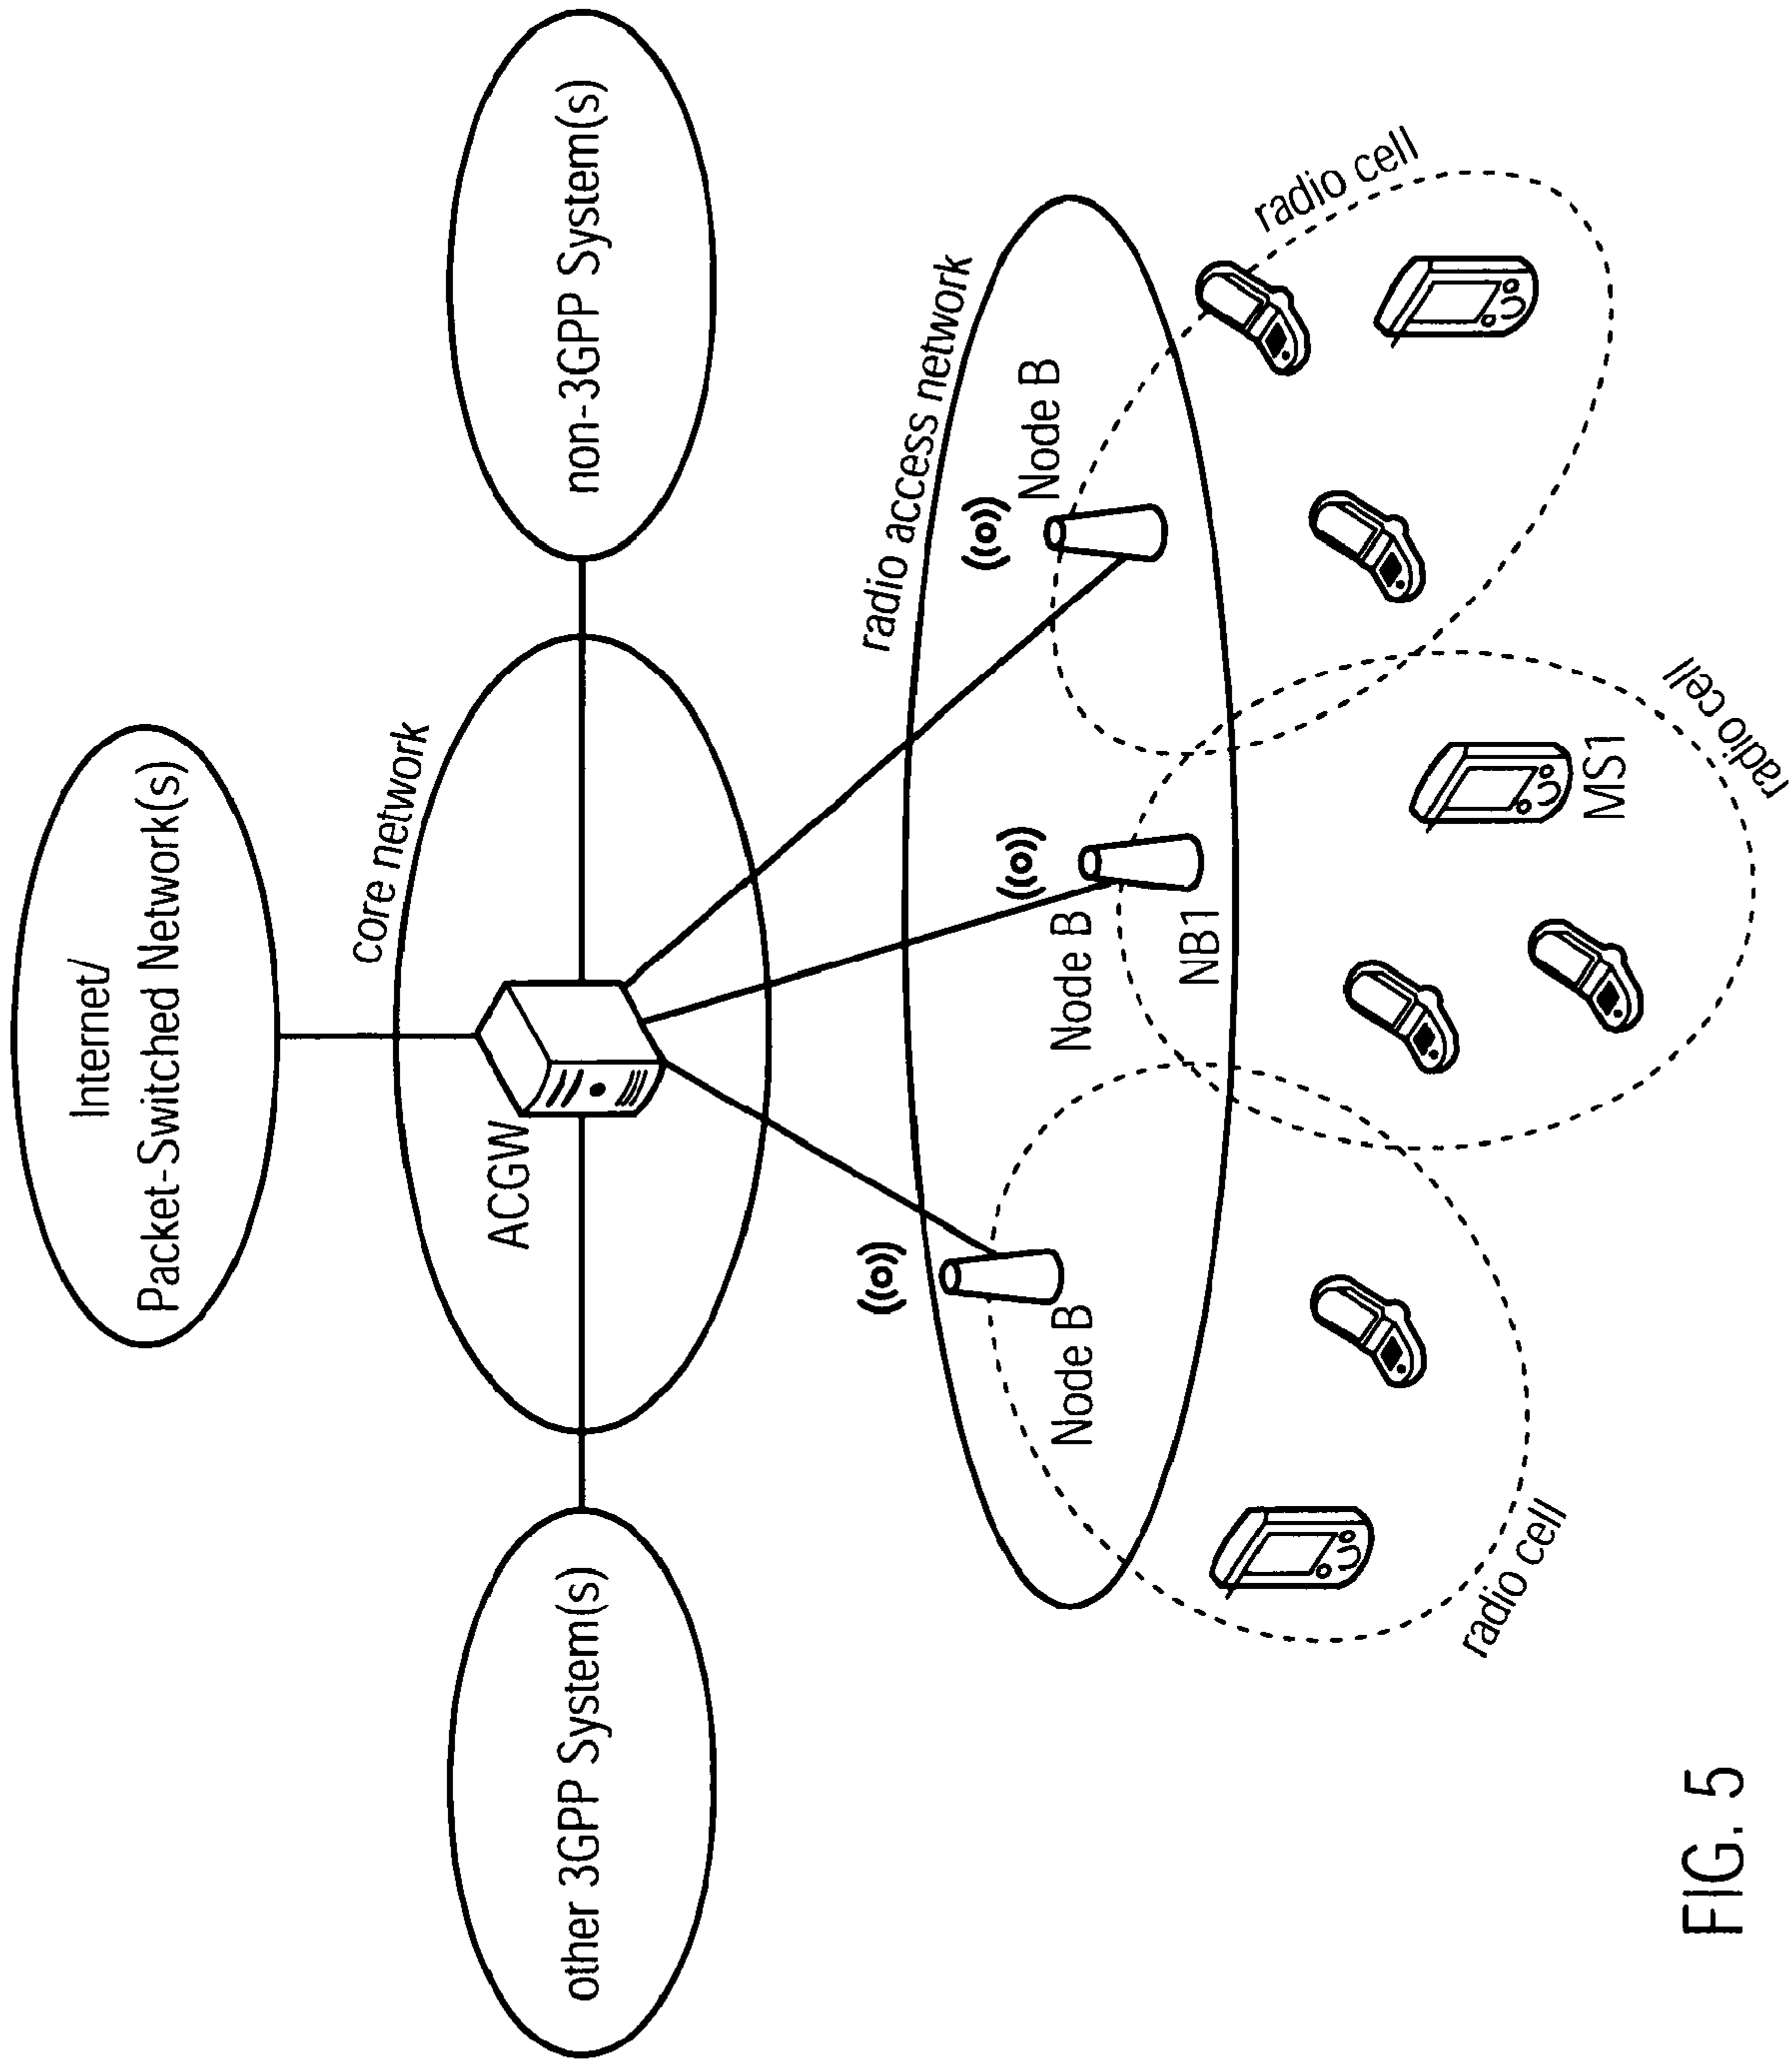 Internet/
Packet-Switched Network(s)
core network
other 3GPP System(s)
ACGW
non-3GPP System(s)
radio access network
Node B
Node B
Node B
NB1
radio cell
radio cell
MS1
radio cell
FIG. 5